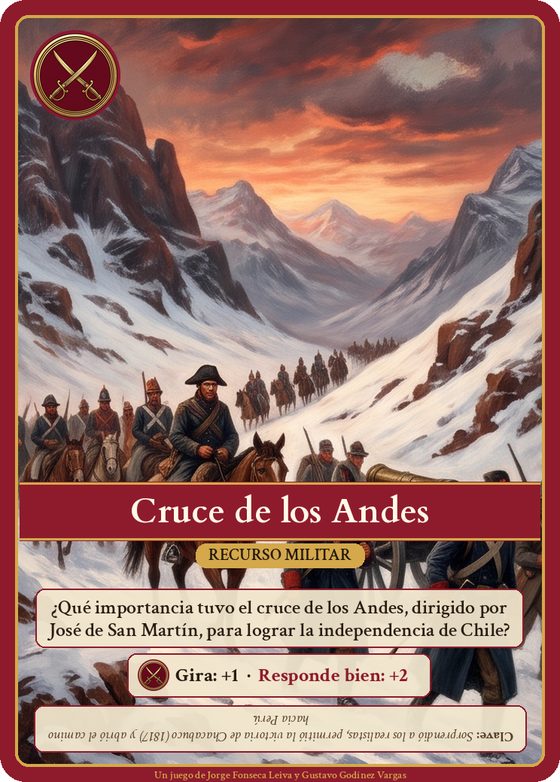 Cruce de los Andes
RECURSO MILITAR
¿Qué importancia tuvo el cruce de los Andes, dirigido por
José de San Martín, para lograr la independencia de Chile?
Gira: +1 · Responde bien: +2
Clave: Sorprendió a los realistas, permitió la victoria de Chacabuco (1817) y abrió el camino
hacia Perú
Un juego de Jorge Fonseca Leiva y Gustavo Godínez Vargas